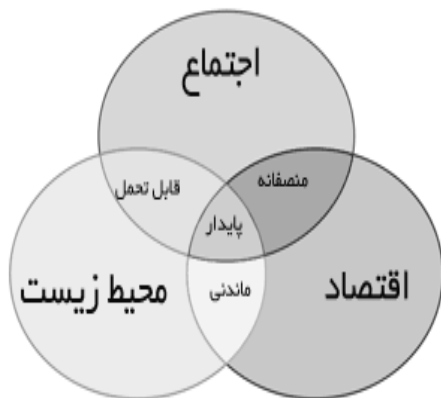 اجتماع
منصفانه
قابل تحمل
پایدار
اقتصاد
ماندنی
محیط زیست